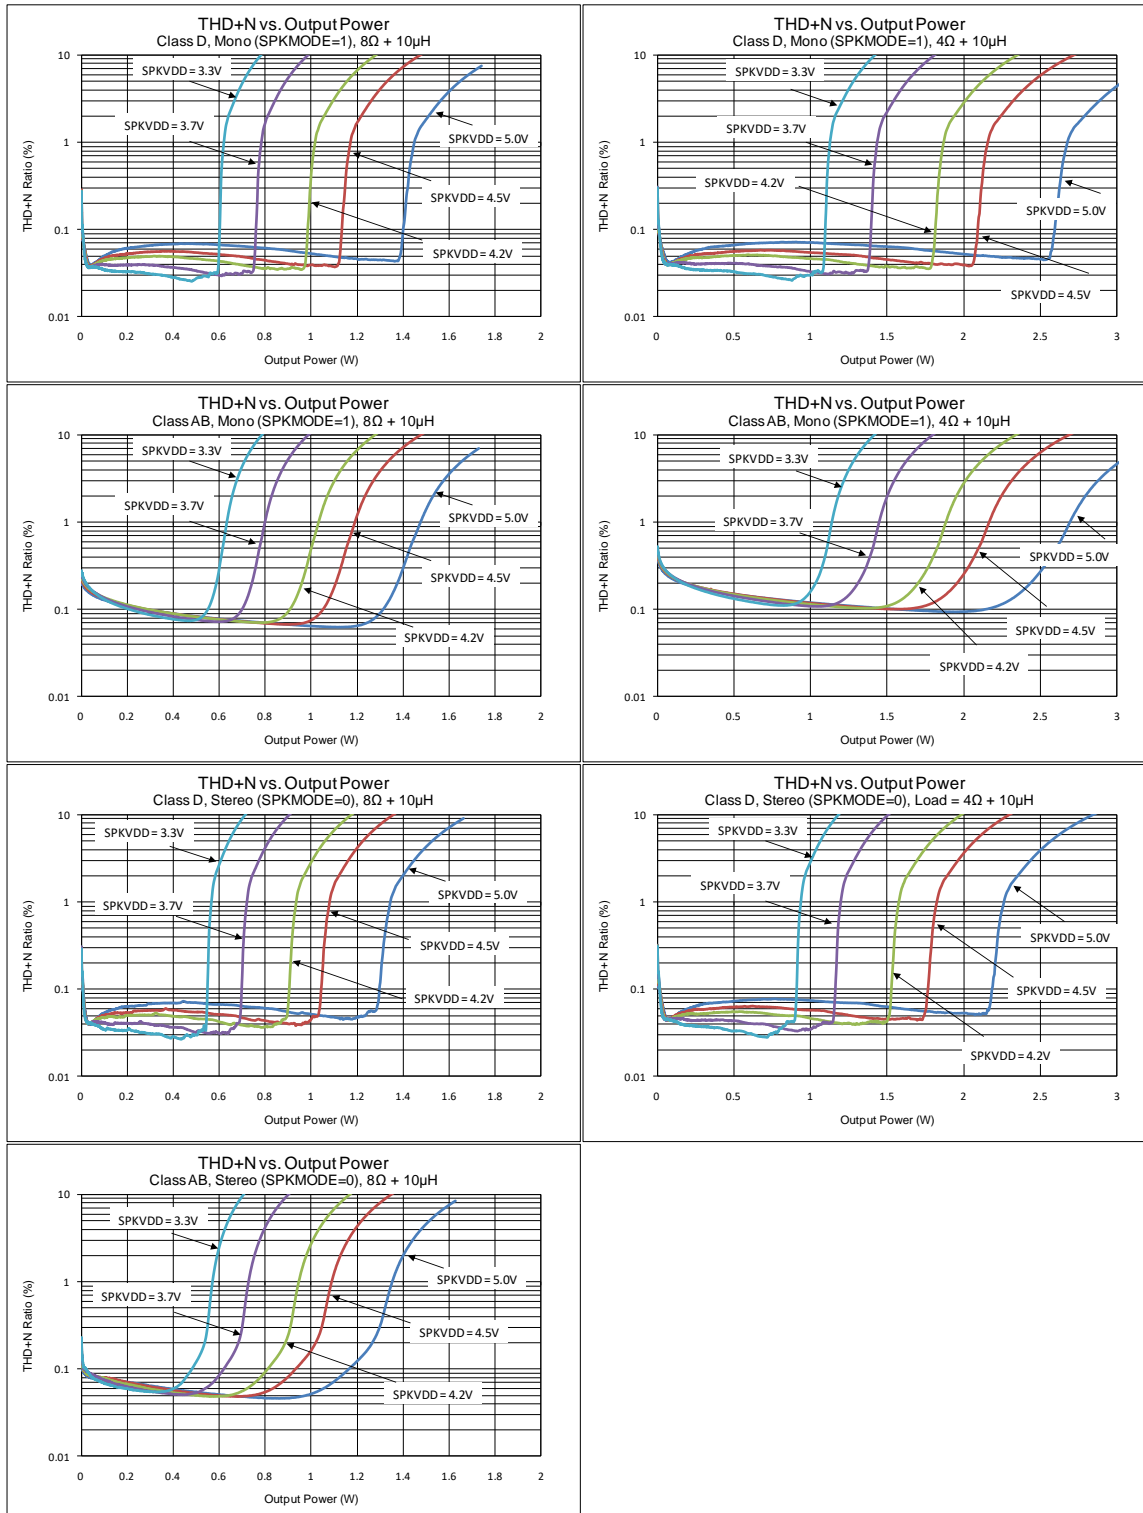 THD+N vs. Output Power
Class D, Mono (SPKMODE=1), 8Ω + 10µH
THD+N Ratio (%)
10
1
0.1
0.01
SPKVDD = 3.3V
SPKVDD = 3.7V
SPKVDD = 5.0V
SPKVDD = 4.5V
SPKVDD = 4.2V
0 0.2 0.4 0.6 0.8 1 1.2 1.4 1.6 1.8 2
Output Power (W)
THD+N vs. Output Power
Class D, Mono (SPKMODE=1), 4Ω + 10µH
THD+N Ratio (%)
10
1
0.1
0.01
SPKVDD = 3.3V
SPKVDD = 3.7V
SPKVDD = 4.2V
SPKVDD = 5.0V
SPKVDD = 4.5V
0 0.5 1 1.5 2 2.5 3
Output Power (W)
THD+N vs. Output Power
Class AB, Mono (SPKMODE=1), 8Ω + 10µH
THD+N Ratio (%)
10
1
0.1
0.01
SPKVDD = 3.3V
SPKVDD = 3.7V
SPKVDD = 5.0V
SPKVDD = 4.5V
SPKVDD = 4.2V
0 0.2 0.4 0.6 0.8 1 1.2 1.4 1.6 1.8 2
Output Power (W)
THD+N vs. Output Power
Class AB, Mono (SPKMODE=1), 4Ω + 10µH
THD+N Ratio (%)
10
1
0.1
0.01
SPKVDD = 3.3V
SPKVDD = 3.7V
SPKVDD = 5.0V
SPKVDD = 4.5V
SPKVDD = 4.2V
0 0.5 1 1.5 2 2.5 3
Output Power (W)
THD+N vs. Output Power
Class D, Stereo (SPKMODE=0), 8Ω + 10µH
THD+N Ratio (%)
10
1
0.1
0.01
SPKVDD = 3.3V
SPKVDD = 3.7V
SPKVDD = 5.0V
SPKVDD = 4.5V
SPKVDD = 4.2V
0 0.2 0.4 0.6 0.8 1 1.2 1.4 1.6 1.8 2
Output Power (W)
THD+N vs. Output Power
Class D, Stereo (SPKMODE=0), Load = 4Ω + 10µH
THD+N Ratio (%)
10
1
0.1
0.01
SPKVDD = 3.3V
SPKVDD = 3.7V
SPKVDD = 5.0V
SPKVDD = 4.5V
SPKVDD = 4.2V
0 0.5 1 1.5 2 2.5 3
Output Power (W)
THD+N vs. Output Power
Class AB, Stereo (SPKMODE=0), 8Ω + 10µH
THD+N Ratio (%)
10
1
0.1
0.01
SPKVDD = 3.3V
SPKVDD = 3.7V
SPKVDD = 5.0V
SPKVDD = 4.5V
SPKVDD = 4.2V
0 0.2 0.4 0.6 0.8 1 1.2 1.4 1.6 1.8 2
Output Power (W)